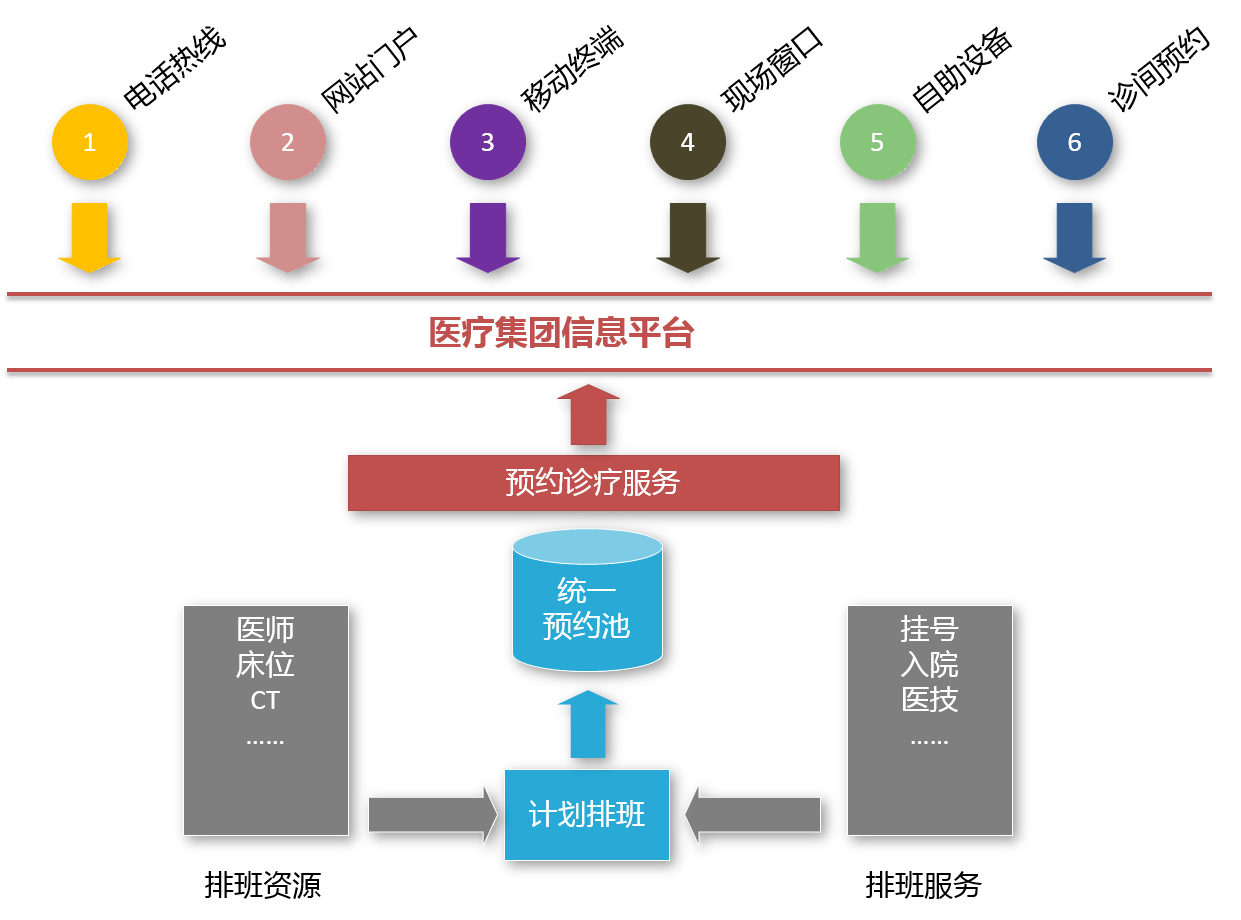 电话热线
网站门户
移动终端
现场窗口
自助设备
诊间预约
1
2
3
4
5
6
医疗集团信息平台
预约诊疗服务
统一
预约池
医师
床位
CT
……
挂号
入院
医技
……
计划排班
排班资源
排班服务